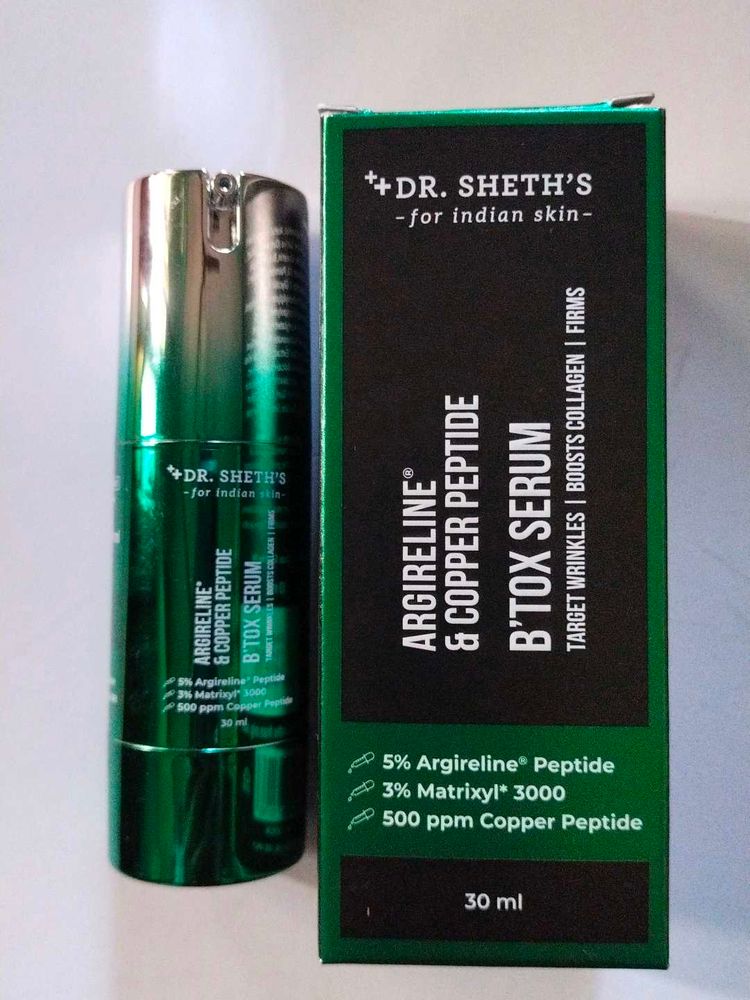 DR. SHETH'S
-for indian skin-
ARGIRELINE®
& COPPER PEPTIDE
B'TOX SERUM
TARGET WRINKLES | BOOSTS COLLAGEN | FIRMS
5% Argireline® Peptide
3% Matrixyl* 3000
500 ppm Copper Peptide
30 ml
DR. SHETH'S
-for indian skin-
ARGIRELINE®
& COPPER PEPTIDE
B'TOX SERUM
TARGET WRINKLES | BOOSTS COLLAGEN | FIRMS
5% Argireline® Peptide
3% Matrixyl* 3000
500 ppm Copper Peptide
30 ml